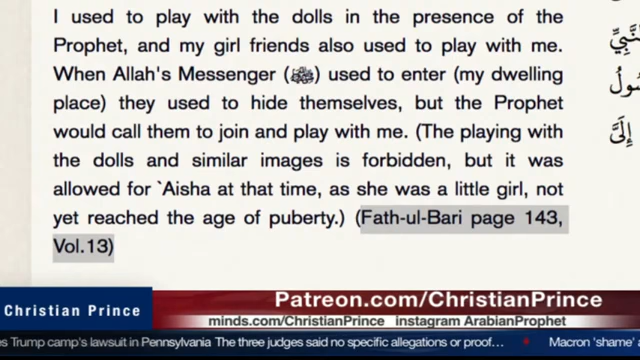 I used to play with the dolls in the presence of the
Prophet, and my girl friends also used to play with me.
When Allah's Messenger (ﷺ) used to enter (my dwelling
place) they used to hide themselves, but the Prophet
would call them to join and play with me. (The playing with
the dolls and similar images is forbidden, but it was
allowed for `Aisha at that time, as she was a little girl, not
yet reached the age of puberty.) (Fath-ul-Bari page 143,
Vol.13)
إِلَىَّ
Christian Prince
Patreon.com/ChristianPrince
minds.com/ChristianPrince instagram ArabianProphet
es Trump camp's lawsuit in Pennsylvania The three judges said no specific allegations or proof... Macron 'shame'